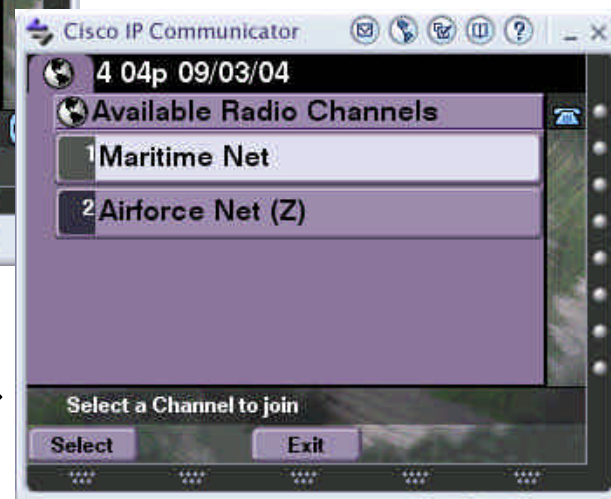 Cisco IP Communicator
4 04p 09/03/04
Available Radio Channels
1 Maritime Net
2 Airforce Net (Z)
Select a Channel to join
Select Exit